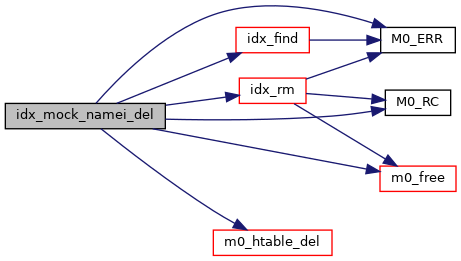 idx_mock_namei_del
idx_find
idx_rm
M0_ERR
M0_RC
m0_free
m0_htable_del